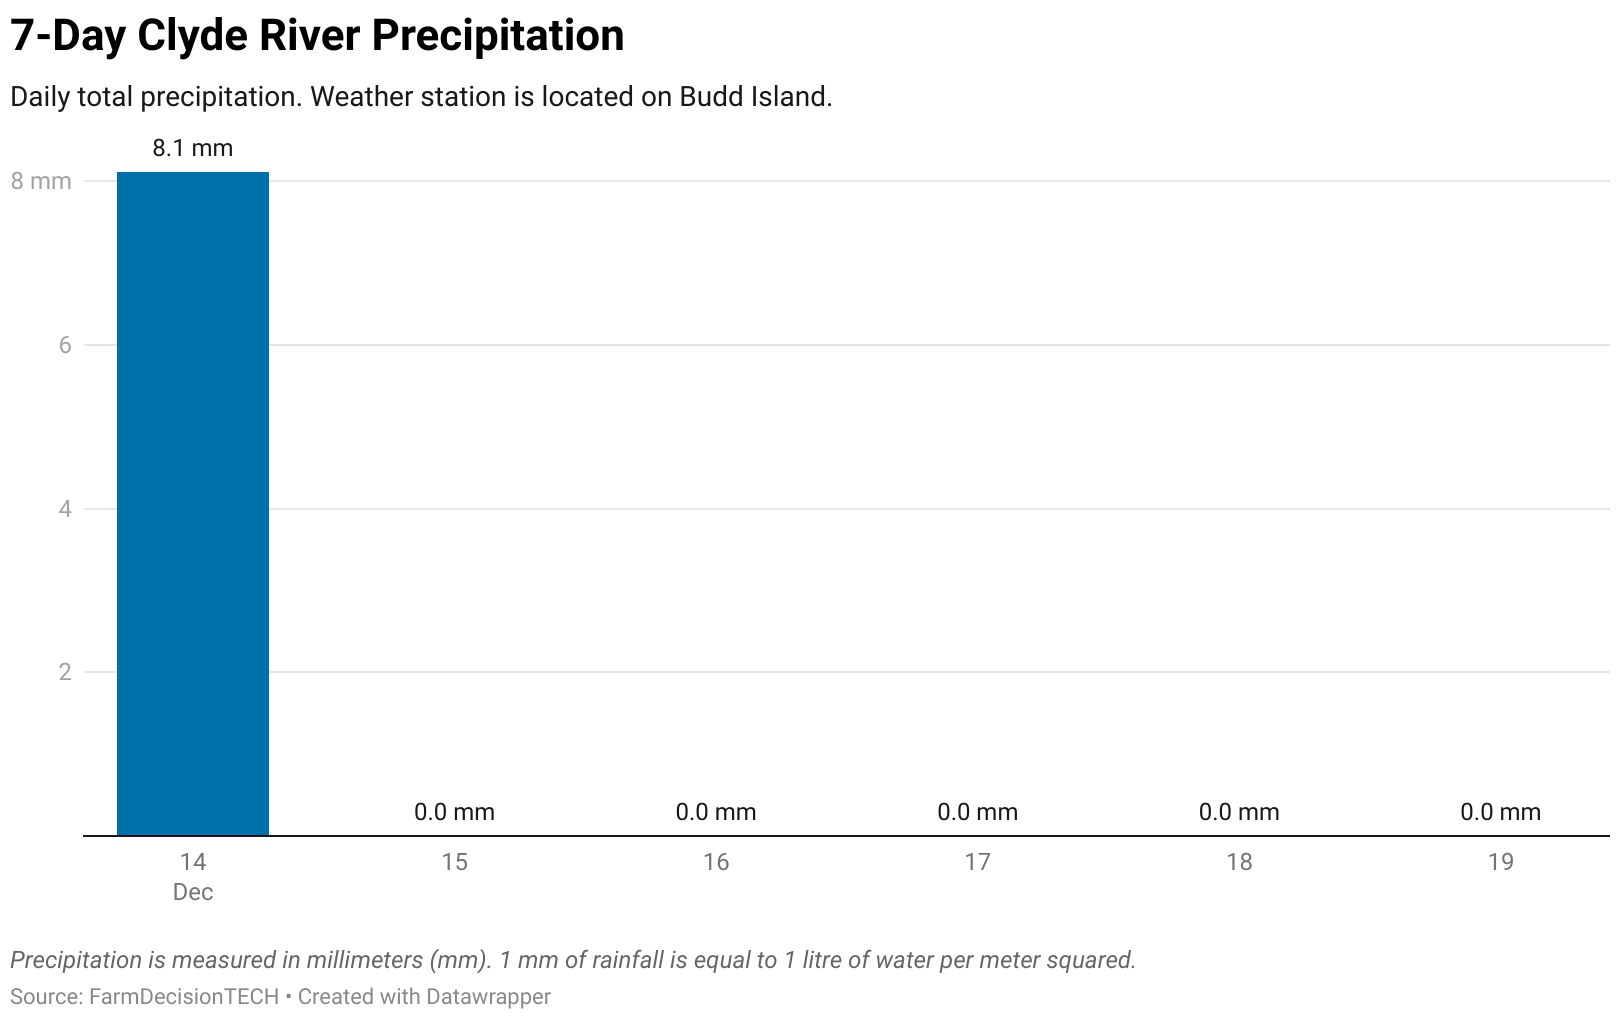 7-Day Clyde River Precipitation
Daily total precipitation. Weather station is located on Budd Island.
8.1 mm
8 mm
6
4
2
0.0 mm
0.0 mm
0.0 mm
0.0 mm
0.0 mm
14
15
16
17
18
19
Dec
Precipitation is measured in millimeters (mm). 1 mm of rainfall is equal to 1 litre of water per meter squared.
Source: FarmDecisionTECH • Created with Datawrapper